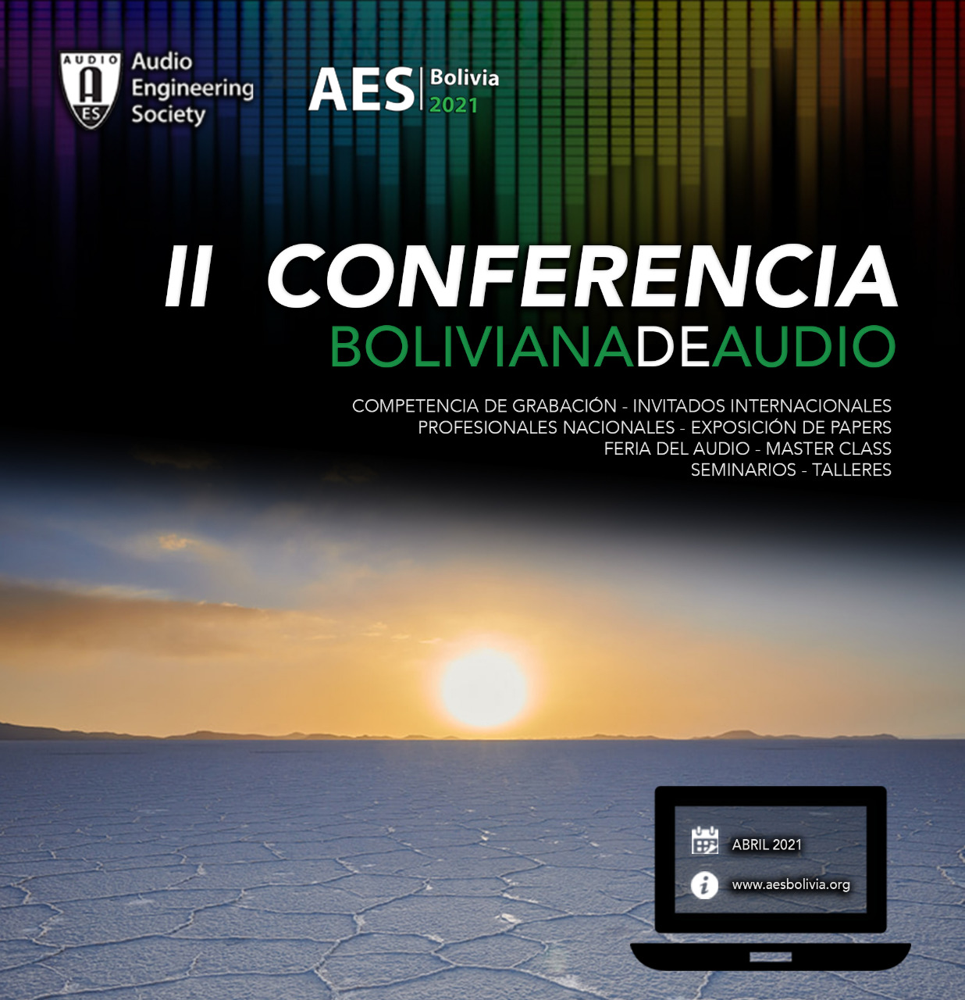 AUDIO
A
ES
Audio
Engineering
Society
AES
Bolivia
2021
II CONFERENCIA
BOLIVIANADEAUDIO
COMPETENCIA DE GRABACIÓN - INVITADOS INTERNACIONALES
PROFESIONALES NACIONALES - EXPOSICIÓN DE PAPERS
FERIA DEL AUDIO - MASTER CLASS
SEMINARIOS - TALLERES
ABRIL 2021
i www.aesbolivia.org